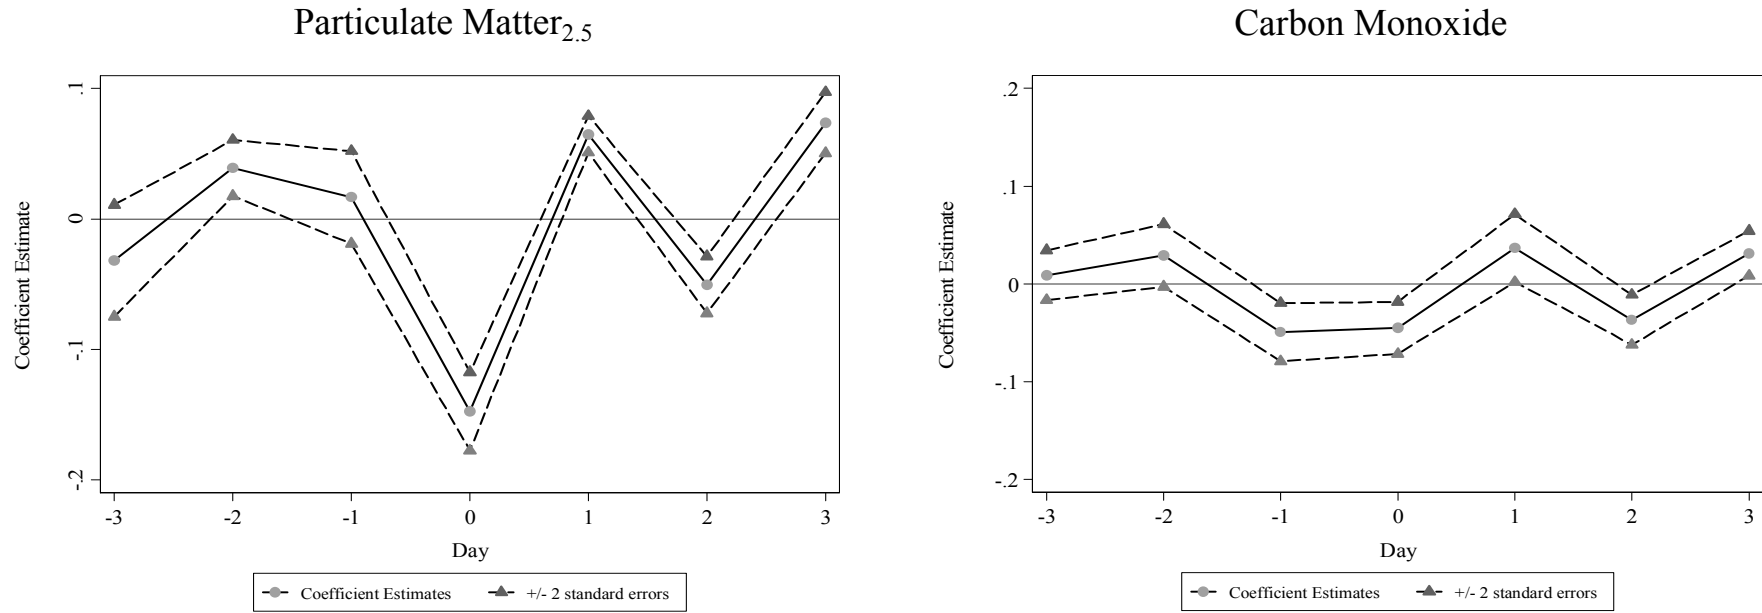 Particulate Matter2.5
.1
0
-.1
-.2
Coefficient Estimate
-3 -2 -1 0 1 2 3
Day
Coefficient Estimates +/- 2 standard errors
Carbon Monoxide
.2
.1
0
-.1
-.2
Coefficient Estimate
-3 -2 -1 0 1 2 3
Day
Coefficient Estimates +/- 2 standard errors